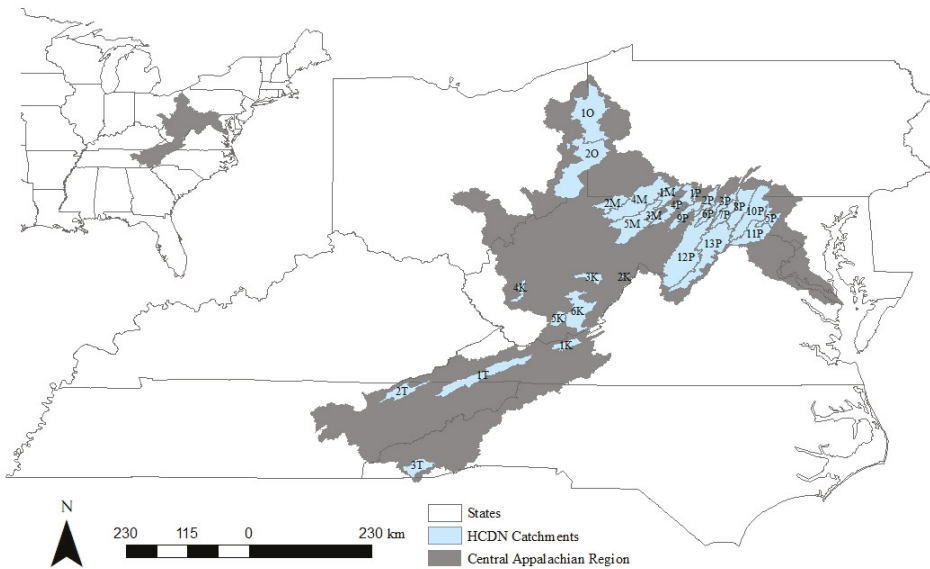 1O
2O
1M
1P
2M
4M
4P
2P
3P
8P
10P
5P
5M
3M
9P
6P
7P
11P
13P
12P
3K
2K
4K
6K
5K
1K
1T
2T
3T
N
230 115 0 230 km
States
HCDN Catchments
Central Appalachian Region